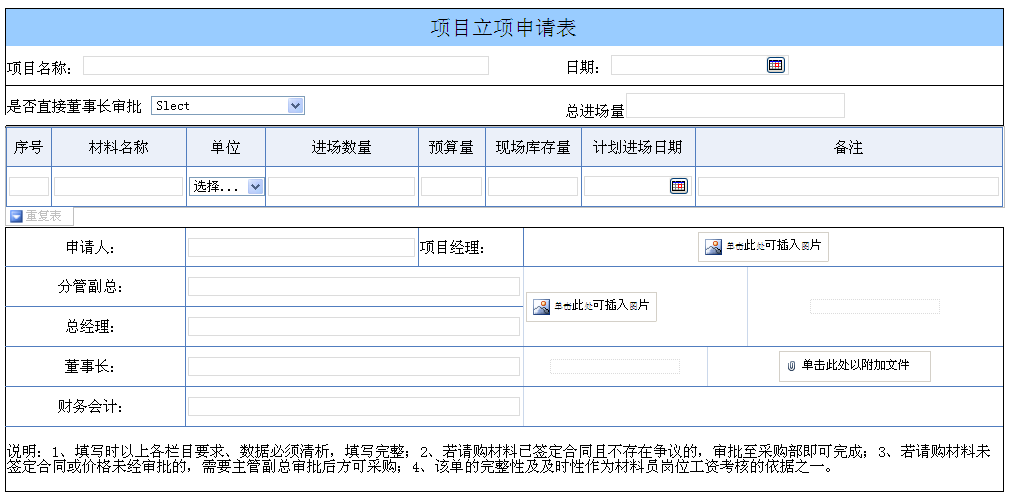 项目立项申请表
项目名称： 日期：
是否直接董事长审批 Slect 总进场量
序号 材料名称 单位 进场数量 预算量 现场库存量 计划进场日期 备注
选择...
重复表
申请人： 项目经理： 单击此处可插入图片
分管副总：
单击此处可插入图片
总经理：
董事长： 单击此处以附加文件
财务会计：
说明：1、填写时以上各栏目要求、数据必须清析，填写完整；2、若请购材料已签定合同且不存在争议的，审批至采购部即可完成；3、若请购材料未
签定合同或价格未经审批的，需要主管副总审批后方可采购；4、该单的完整性及及时性作为材料员岗位工资考核的依据之一。